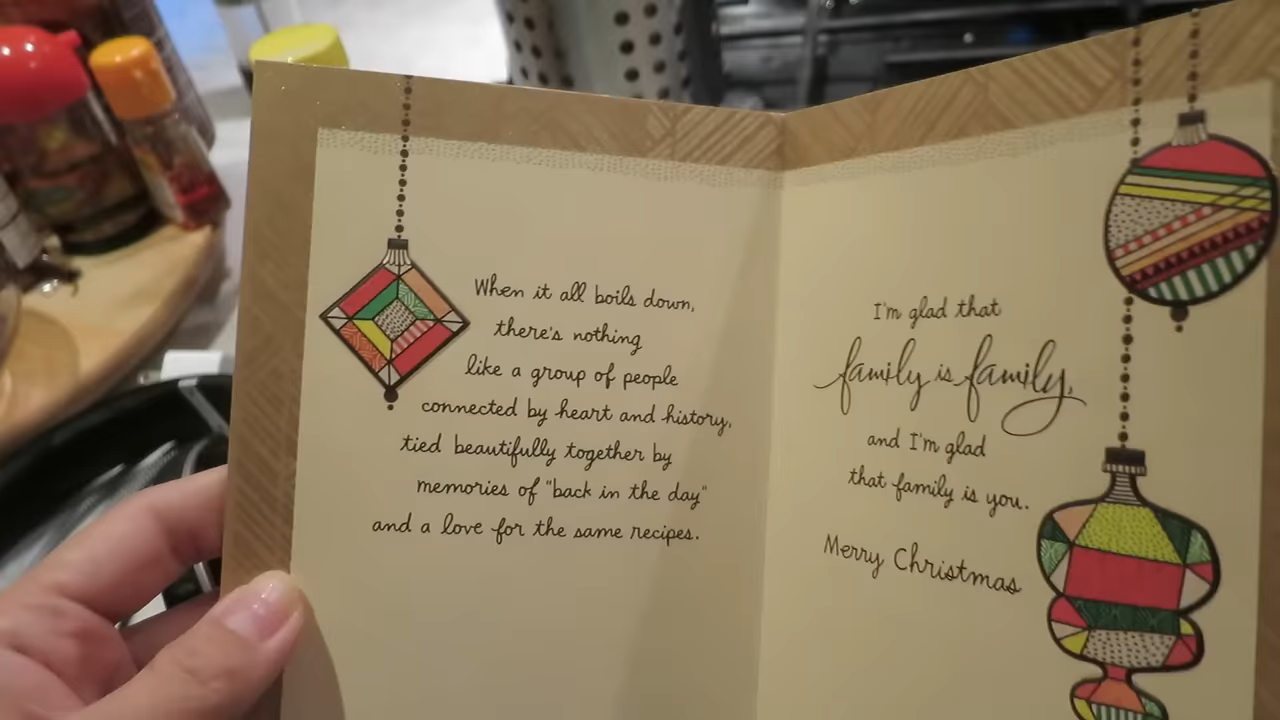 When it all boils down,
there's nothing
like a group of people
connected by heart and history,
tied beautifully together by
memories of "back in the day"
and a love for the same recipes.
I'm glad that
family is family,
and I'm glad
that family is you.
Merry Christmas